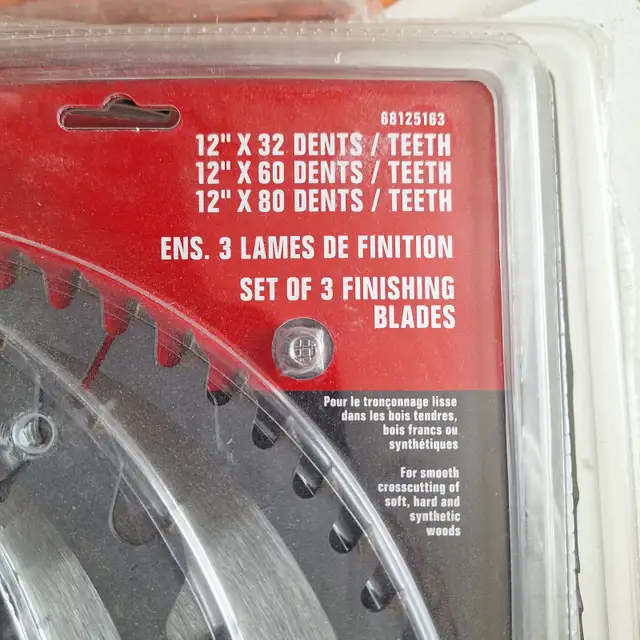 68125163
12" X 32 DENTS / TEETH
12" X 60 DENTS / TEETH
12" X 80 DENTS / TEETH
ENS. 3 LAMES DE FINITION
SET OF 3 FINISHING
BLADES
Pour le tronçonnage lisse
dans les bois tendres,
bois francs ou
synthétiques
For smooth
crosscutting of
soft, hard and
synthetic
woods